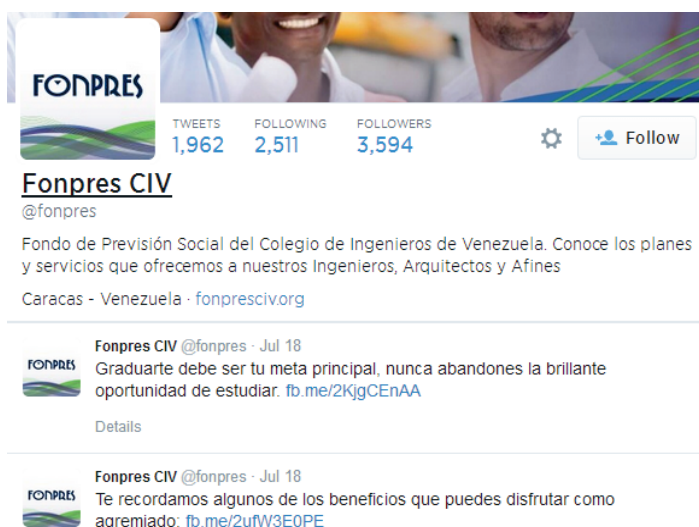 FONPRES
TWEETS FOLLOWING FOLLOWERS
1,962 2,511 3,594
Follow
Fonpres CIV
@fonpres
Fondo de Previsión Social del Colegio de Ingenieros de Venezuela. Conoce los planes
y servicios que ofrecemos a nuestros Ingenieros, Arquitectos y Afines
Caracas - Venezuela · fonpresciv.org
FONPRES
Fonpres CIV @fonpres · Jul 18
Graduarte debe ser tu meta principal, nunca abandones la brillante
oportunidad de estudiar. fb.me/2KjgCEnAA
Details
FONPRES
Fonpres CIV @fonpres · Jul 18
Te recordamos algunos de los beneficios que puedes disfrutar como
agremiado: fb.me/2ufW3E0PE